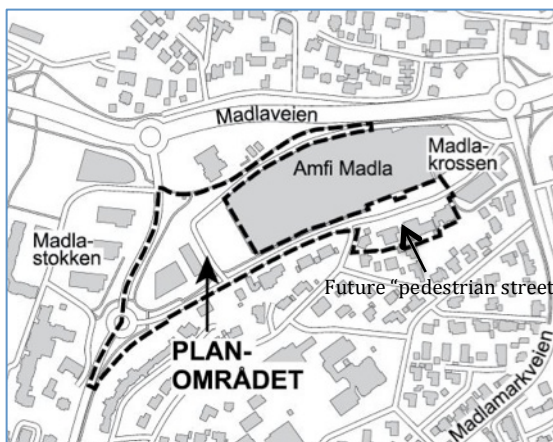 Madlaveien
Amfi Madla
Madla-
krossen
Madla-
stokken
Future “pedestrian street
PLAN-
OMRÅDET
Madlamarkveien